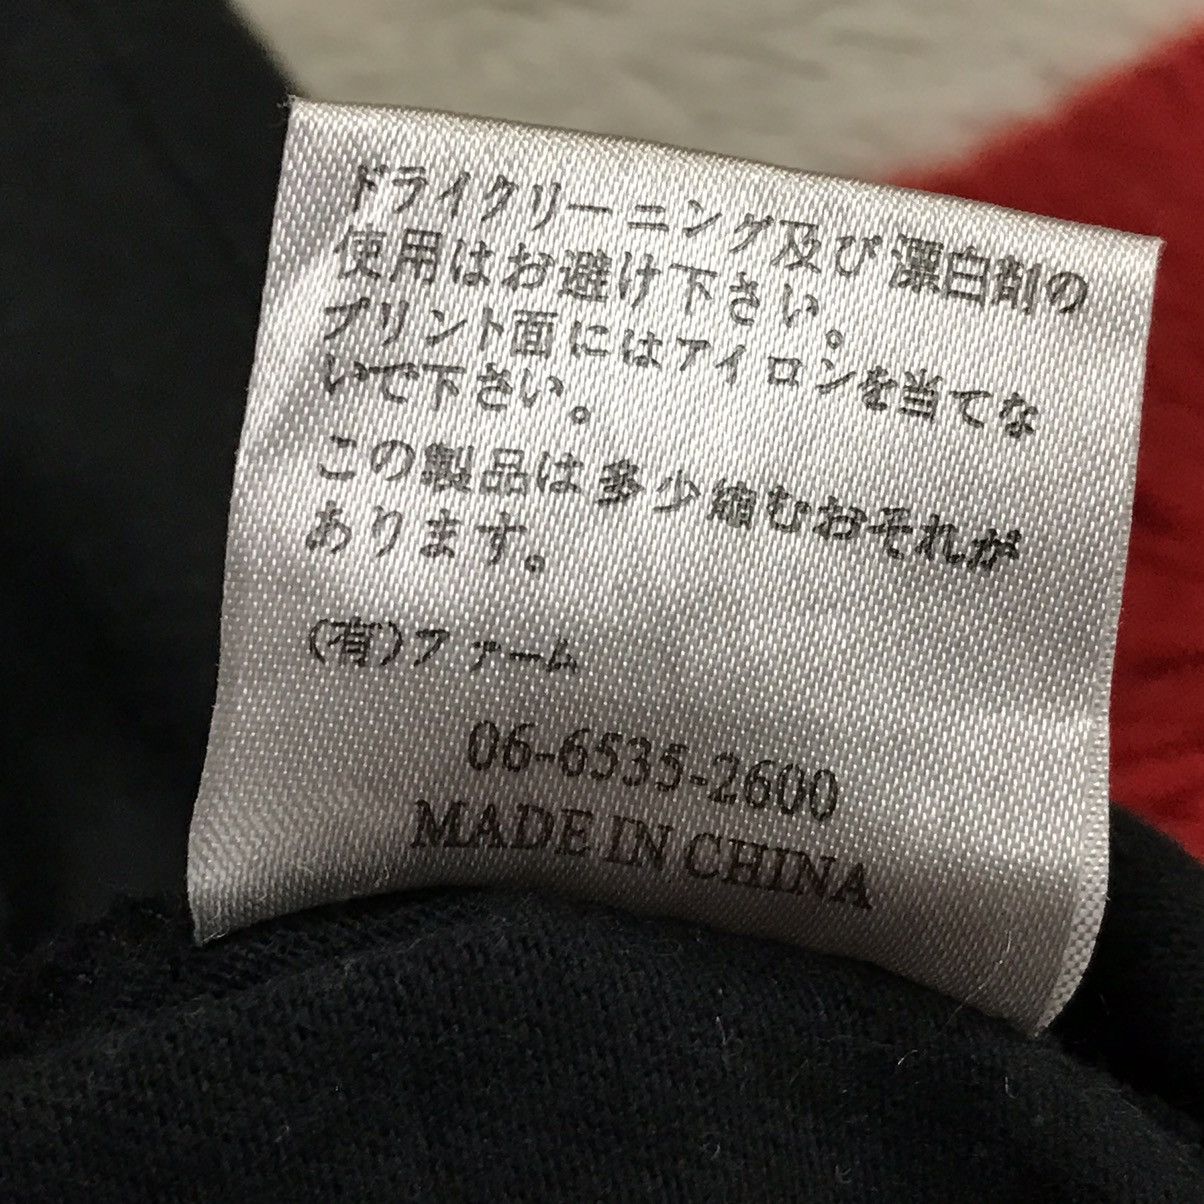 ドライクリーニング及び漂白剤の
使用はお避け下さい。
プリント面にはアイロンを当てな
いで下さい。
この製品は多少縮むおそれが
あります。
(有)ファーム
06-6535-2600
MADE IN CHINA